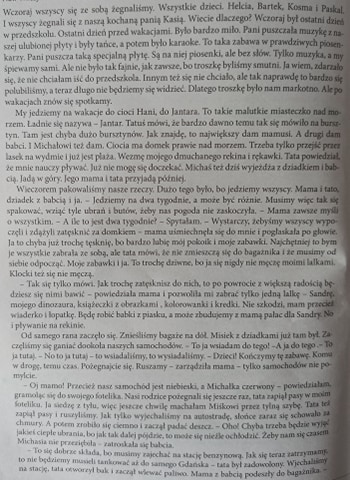 Wczoraj wszyscy się ze sobą żegnaliśmy. Wszystkie dzieci. Helcia, Bartek, Kosma i Paskal.
I wszyscy żegnali się z naszą kochaną panią Kasią. Wiecie dlaczego? Wczoraj był ostatni dzień
w przedszkolu. Ostatni dzień przed wakacjami. Było bardzo miło. Pani puszczała muzykę z na-
szej ulubionej płyty i były tańce, a potem było karaoke. To taka zabawa w prawdziwych piosen-
karzy. Pani puszcza taką specjalną płytę. Są na niej piosenki, ale bez słów. Tylko muzyka, a my
śpiewamy sami. Ale nie było tak fajnie, jak zawsze, bo troszkę byliśmy smutni. Ja wiem, zdarzało
się, że nie chciałam iść do przedszkola. Innym też się nie chciało, ale tak naprawdę to bardzo się
polubiliśmy, a teraz długo nie będziemy się widzieć. Dlatego troszkę było nam markotno. Ale po
wakacjach znów się spotkamy.
My jedziemy na wakacje do cioci Hani, do Jantara. To takie malutkie miasteczko nad mo-
rzem. Ładnie się nazywa – Jantar. Tatuś mówi, że bardzo dawno temu tak się mówiło na bursz-
tyn. Tam jest chyba dużo bursztynów. Jak znajdę, to największy dam mamusi. A drugi dam
babci. I Michałowi też dam. Ciocia ma domek prawie nad morzem. Trzeba tylko przejść przez
lasek na wydmie i już jest plaża. Wezmę mojego dmuchanego rekina i rękawki. Tata powiedział,
że mnie nauczy pływać. Już nie mogę się doczekać. Michaś też dziś wyjeżdża z dziadkiem i bab-
cią. Jadą w góry. Jego mama i tata przyjadą później.
Wieczorem pakowaliśmy nasze rzeczy. Dużo tego było, bo jedziemy wszyscy. Mama i tato,
dziadek z babcią i ja. – Jedziemy na dwa tygodnie, a może być różnie. Musimy więc tak się
spakować, wziąć tyle ubrań i butów, żeby nas pogoda nie zaskoczyła. – Mama zawsze myśli
o wszystkim. – A ile to jest dwa tygodnie? – Spytałam. – Wystarczy, żebyśmy wszyscy wypo-
częli i zdążyli zatęsknić za domkiem – mama uśmiechnęła się do mnie i pogłaskała po głowie.
Ja to chyba już trochę tęsknię, bo bardzo lubię mój pokoik i moje zabawki. Najchętniej to bym
je wszystkie zabrała ze sobą, ale tata mówi, że nie zmieszczą się do bagażnika i że musimy od
siebie odpocząć. Moje zabawki i ja. To trochę dziwne, bo ja się nigdy nie męczę moimi lalkami.
Klocki też się nie męczą.
– Tak się tylko mówi. Jak trochę zatęsknisz do nich, to po powrocie z większą radością bę-
dziesz się nimi bawić – powiedziała mama i pozwoliła mi zabrać tylko jedną lalkę – Sandrę,
mojego dinozaura, książeczki z obrazkami, kolorowanki i kredki. Nie szkodzi, mam przecież
wiaderko i łopatkę. Będę robić babki z piasku, a może zbudujemy z mamą pałac dla Sandry. No
i pływanie na rekinie.
Od samego rana zaczęło się. Znieśliśmy bagaże na dół. Misiek z dziadkami już tam był. Za-
częliśmy się ganiać dookoła naszych samochodów. – To ja wsiadam do tego! –A ja do tego. – To
ja tutaj. – No to ja tutaj – to wsiadaliśmy, to wysiadaliśmy. – Dzieci! Kończymy tę zabawę. Komu
w drogę, temu czas. Pożegnajcie się. Ruszamy – zarządziła mama – tylko samochodów nie po-
mylcie.
– Oj mamo! Przecież nasz samochód jest niebieski, a Michałka czerwony – powiedziałam,
gramoląc się do swojego fotelika. Nasi rodzice pożegnali się jeszcze raz, tata zapiął pasy w moim
foteliku. Ja siedzę z tyłu, więc jeszcze chwilę machałam Miśkowi przez tylną szybę. Tata też
zapiął pasy i ruszyliśmy. Jak tylko wyjechaliśmy na autostradę, słońce zaraz się schowało za
chmury. A potem zrobiło się ciemno i zaczął padać deszcz. – Oho! Chyba trzeba będzie wyjąć
jakieś cieplejsze ubrania, bo jak tak dalej pójdzie, to może się nieźle ochłodzić. Żeby nam się czasem
Michasia nie przeziębiła – zatroskała się babcia.
– To się dobrze składa, bo musimy zajechać na stację benzynową. Jak się teraz zatrzymamy,
to nie będziemy musieli tankować aż do samego Gdańska – tata był zadowolony. Wjechaliśmy
na stację, tata otworzył bak i zaczął wlewać paliwo. Mama z babcią podeszły do bagażnika. –